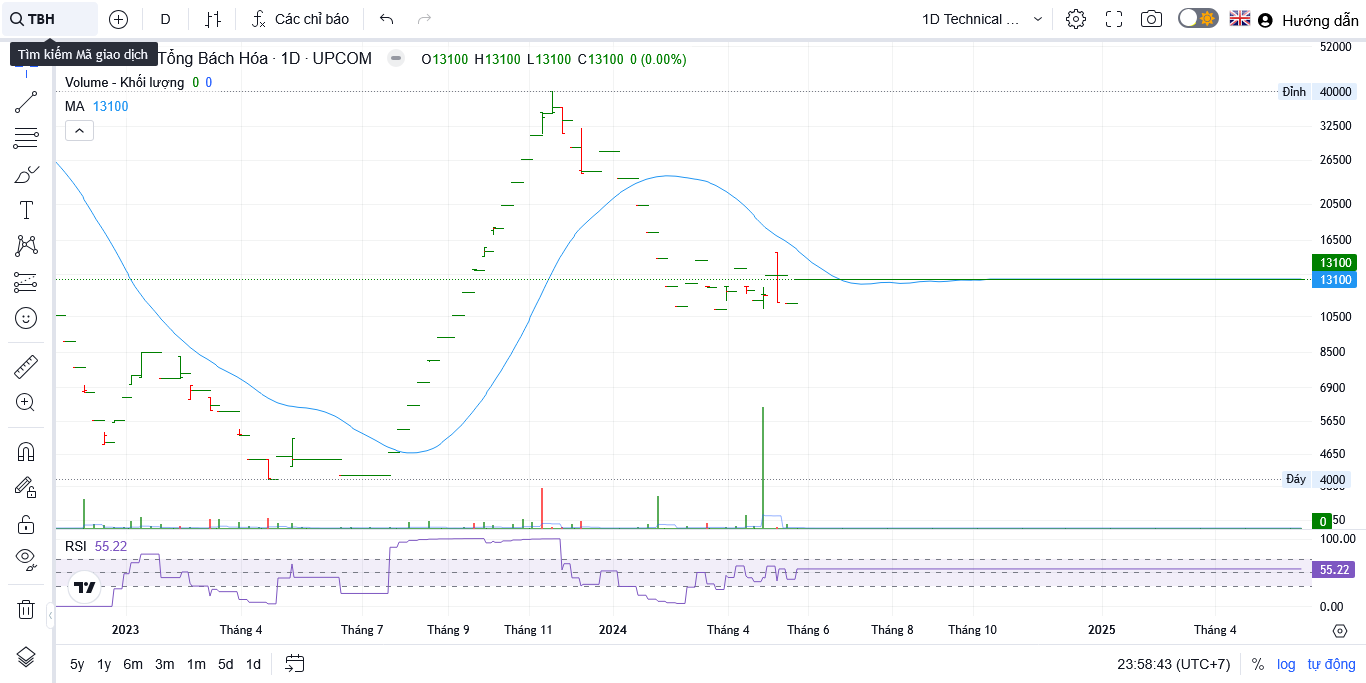 TBH
D
Các chỉ báo
1D Technical ...
Hướng dẫn
Tìm kiếm Mã giao dịch
Tổng Bách Hóa · 1D · UPCOM
O13100 H13100 L13100 C13100 0 (0.00%)
Volume - Khối lượng 0 0
MA 13100
52000
Đỉnh 40000
32500
26500
20500
16500
13100
13100
10500
8500
6900
5650
4650
Đáy 4000
0
RSI 55.22
100.00
55.22
0.00
2023 Tháng 4 Tháng 7 Tháng 9 Tháng 11 2024 Tháng 4 Tháng 6 Tháng 8 Tháng 10 2025 Tháng 4
5y 1y 6m 3m 1m 5d 1d
23:58:43 (UTC+7) % log tự động